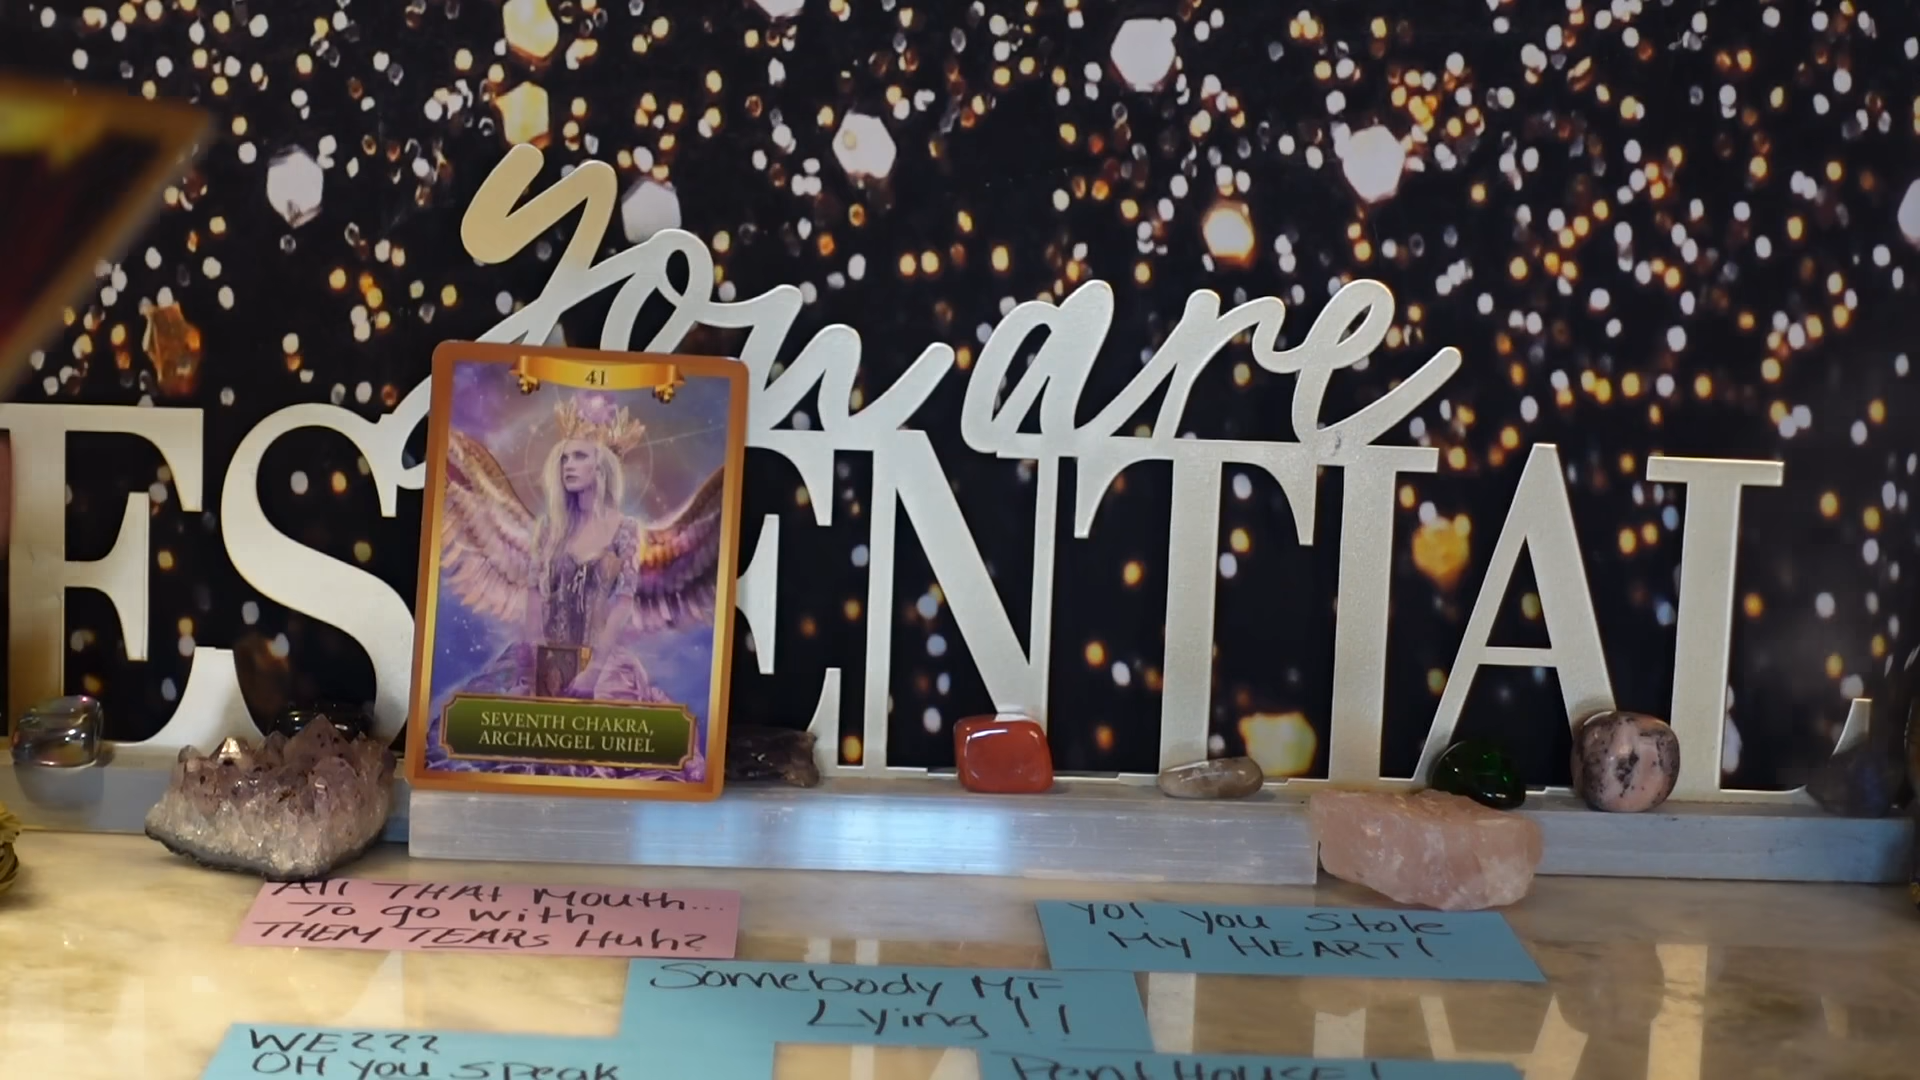 you are
ESSENTIAL
41
SEVENTH CHAKRA,
ARCHANGEL URIEL
All THAt Mouth...
To go with
THEM TEARS Huh?
Yo! You Stole
My HEART!
Somebody MF
Lying!!
WE???
OH you speak
PentHouse!